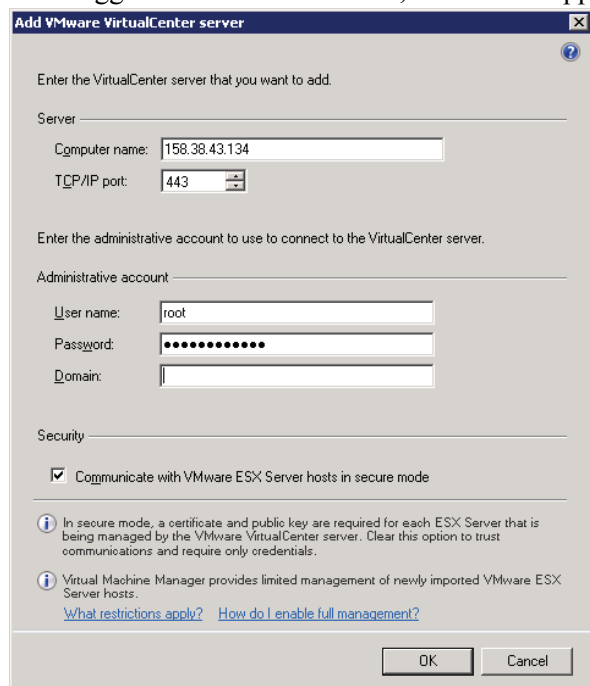 Add VMware VirtualCenter server
Enter the VirtualCenter server that you want to add.
Server
Computer name: 158.38.43.134
TCP/IP port: 443
Enter the administrative account to use to connect to the VirtualCenter server.
Administrative account
User name: root
Password: ●●●●●●●●●●●●
Domain:
Security
Communicate with VMware ESX Server hosts in secure mode
In secure mode, a certificate and public key are required for each ESX Server that is
being managed by the VMware VirtualCenter server. Clear this option to trust
communications and require only credentials.
Virtual Machine Manager provides limited management of newly imported VMware ESX
Server hosts.
What restrictions apply? How do I enable full management?
OK Cancel